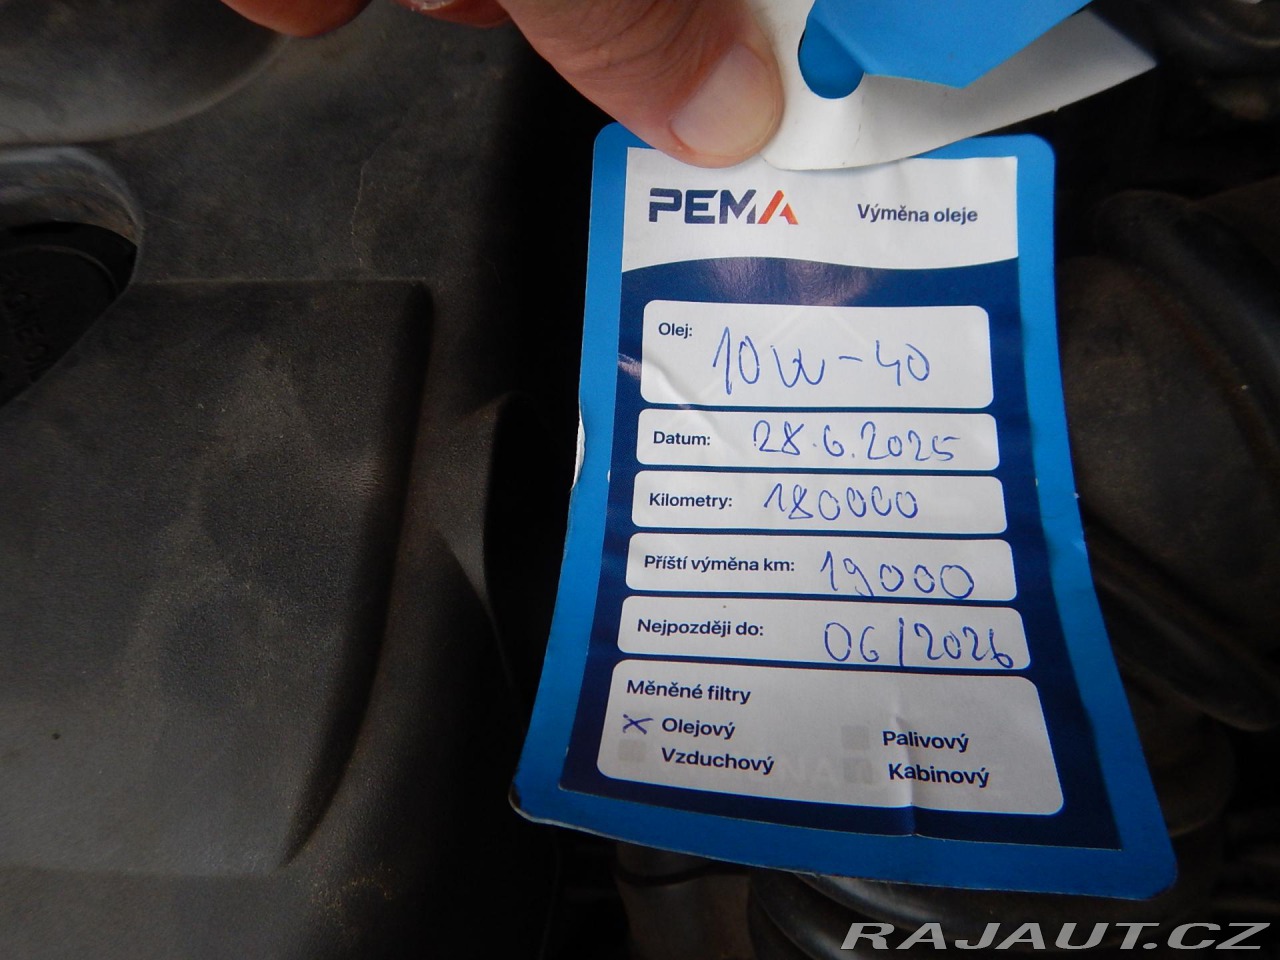 PEMA Výměna oleje
Olej: 10W-40
Datum: 28.6.2025
Kilometry: 180000
Příští výměna km: 19000
Nejpozději do: 06/2026
Měněné filtry
Olejový Palivový
Vzduchový Kabinový
RAJAUT.CZ